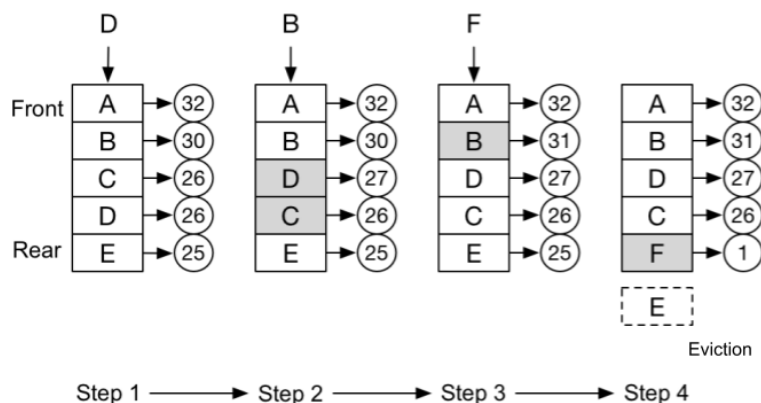 D B F
Front A 32 A 32 A 32 A 32
B 30 B 30 B 31 B 31
C 26 D 27 D 27 D 27
D 26 C 26 C 26 C 26
Rear E 25 E 25 E 25 F 1
E
Eviction
Step 1 Step 2 Step 3 Step 4